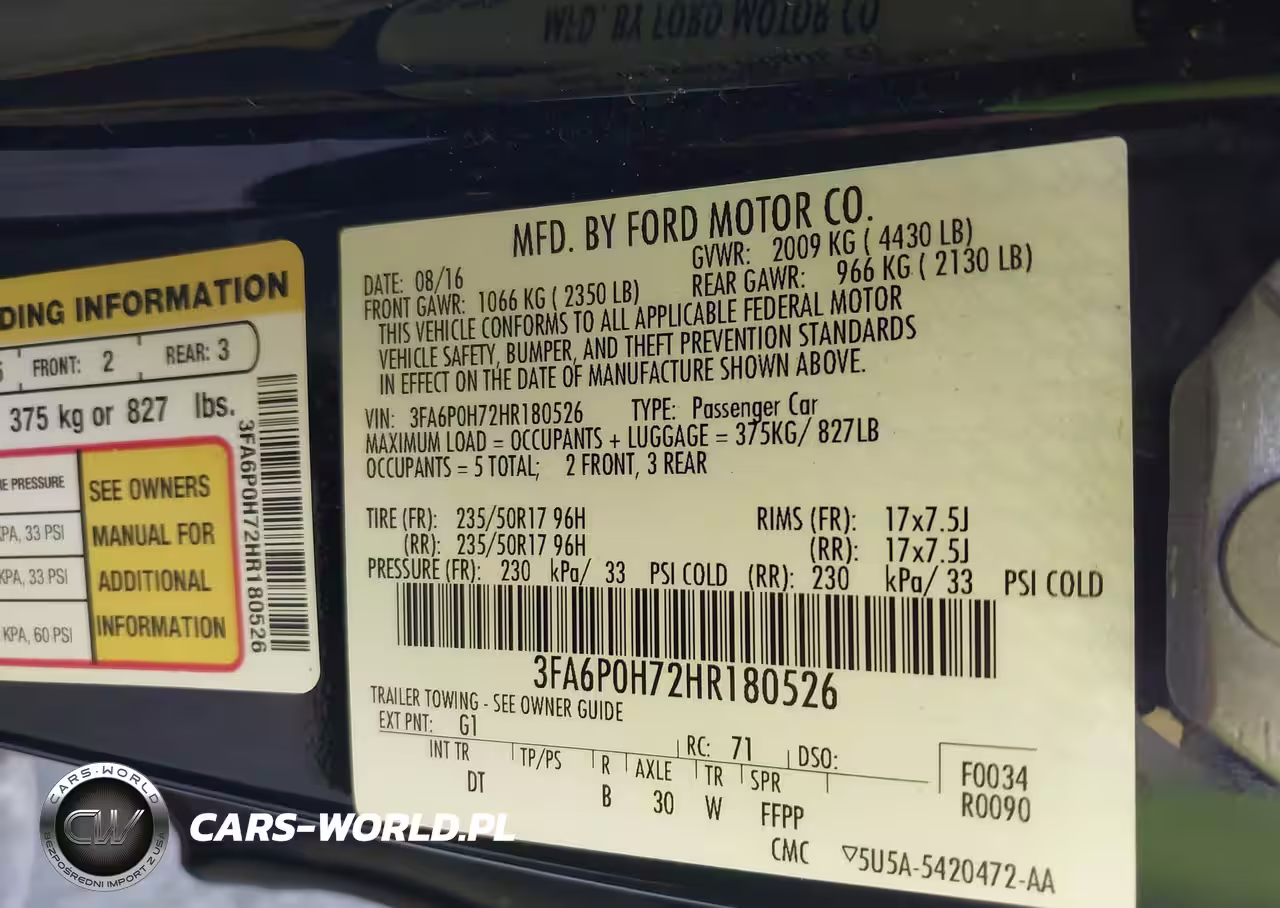 MFD. BY FORD MOTOR CO.
DATE: 08/16
GVWR: 2009 KG ( 4430 LB)
FRONT GAWR: 1066 KG ( 2350 LB)
REAR GAWR: 966 KG ( 2130 LB)
THIS VEHICLE CONFORMS TO ALL APPLICABLE FEDERAL MOTOR
VEHICLE SAFETY, BUMPER, AND THEFT PREVENTION STANDARDS
IN EFFECT ON THE DATE OF MANUFACTURE SHOWN ABOVE.
VIN: 3FA6P0H72HR180526 TYPE: Passenger Car
MAXIMUM LOAD = OCCUPANTS + LUGGAGE = 375KG/ 827LB
OCCUPANTS = 5 TOTAL; 2 FRONT, 3 REAR
TIRE (FR): 235/50R17 96H RIMS (FR): 17x7.5J
(RR): 235/50R17 96H (RR): 17x7.5J
PRESSURE (FR): 230 kPa/ 33 PSI COLD (RR): 230 kPa/ 33 PSI COLD
3FA6P0H72HR180526
TRAILER TOWING - SEE OWNER GUIDE
EXT PNT: G1 RC: 71 DSO:
INT TR TP/PS R AXLE TR SPR
DT B 30 W FFPP
F0034
R0090
CMC ▽5U5A-5420472-AA
DING INFORMATION
FRONT: 2 REAR: 3
375 kg or 827 lbs.
3FA6P0H72HR180526
E PRESSURE
KPA, 33 PSI
KPA, 33 PSI
KPA, 60 PSI
SEE OWNERS
MANUAL FOR
ADDITIONAL
INFORMATION
CARS-WORLD
CW
BEZPOŚREDNI IMPORT Z USA
CARS-WORLD.PL